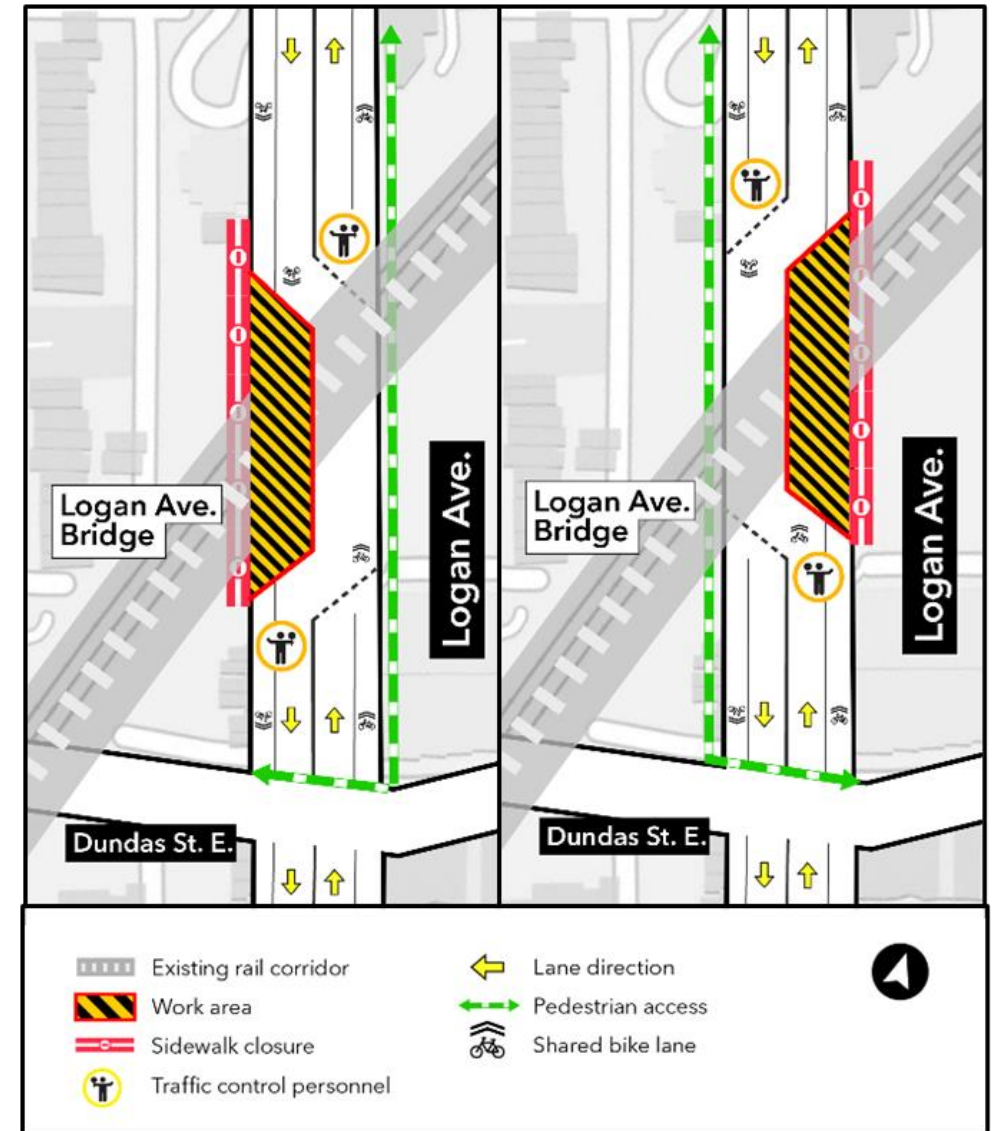 Logan Ave.
Bridge
Logan Ave.
Dundas St. E.
Logan Ave.
Bridge
Logan Ave.
Dundas St. E.
Existing rail corridor
Work area
Sidewalk closure
Traffic control personnel
Lane direction
Pedestrian access
Shared bike lane